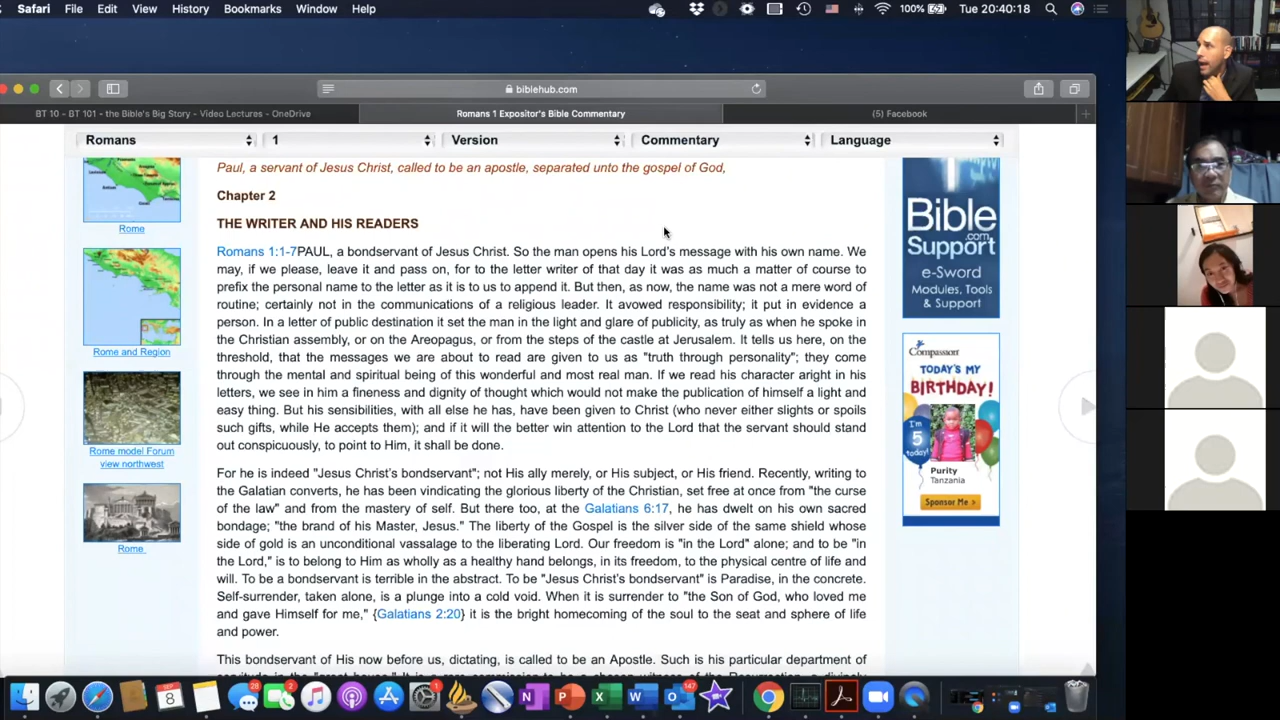 Safari File Edit View History Bookmarks Window Help 100% Tue 20:40:18
biblehub.com
BT 10 - BT 101 - the Bible's Big Story - Video Lectures - OneDrive
Romans 1 Expositor's Bible Commentary
(5) Facebook
Romans 1 Version Commentary Language
Paul, a servant of Jesus Christ, called to be an apostle, separated unto the gospel of God,
Chapter 2
THE WRITER AND HIS READERS
Romans 1:1-7PAUL, a bondservant of Jesus Christ. So the man opens his Lord's message with his own name. We
may, if we please, leave it and pass on, for to the letter writer of that day it was as much a matter of course to
prefix the personal name to the letter as it is to us to append it. But then, as now, the name was not a mere word of
routine; certainly not in the communications of a religious leader. It avowed responsibility; it put in evidence a
person. In a letter of public destination it set the man in the light and glare of publicity, as truly as when he spoke in
the Christian assembly, or on the Areopagus, or from the steps of the castle at Jerusalem. It tells us here, on the
threshold, that the messages we are about to read are given to us as "truth through personality"; they come
through the mental and spiritual being of this wonderful and most real man. If we read his character aright in his
letters, we see in him a fineness and dignity of thought which would not make the publication of himself a light and
easy thing. But his sensibilities, with all else he has, have been given to Christ (who never either slights or spoils
such gifts, while He accepts them); and if it will the better win attention to the Lord that the servant should stand
out conspicuously, to point to Him, it shall be done.
For he is indeed "Jesus Christ's bondservant"; not His ally merely, or His subject, or His friend. Recently, writing to
the Galatian converts, he has been vindicating the glorious liberty of the Christian, set free at once from "the curse
of the law" and from the mastery of self. But there too, at the Galatians 6:17, he has dwelt on his own sacred
bondage; "the brand of his Master, Jesus." The liberty of the Gospel is the silver side of the same shield whose
side of gold is an unconditional vassalage to the liberating Lord. Our freedom is "in the Lord" alone; and to be "in
the Lord," is to belong to Him as wholly as a healthy hand belongs, in its freedom, to the physical centre of life and
will. To be a bondservant is terrible in the abstract. To be "Jesus Christ's bondservant" is Paradise, in the concrete.
Self-surrender, taken alone, is a plunge into a cold void. When it is surrender to "the Son of God, who loved me
and gave Himself for me," {Galatians 2:20} it is the bright homecoming of the soul to the seat and sphere of life
and power.
This bondservant of His now before us, dictating, is called to be an Apostle. Such is his particular department of
Rome
Rome and Region
Rome model Forum
view northwest
Rome
Bible
Support
.com
e-Sword
Modules, Tools
& Support
Compassion
TODAY'S MY
BIRTHDAY!
I'm
5
today!
Purity
Tanzania
Sponsor Me »
SEP
8
28
2
1
147